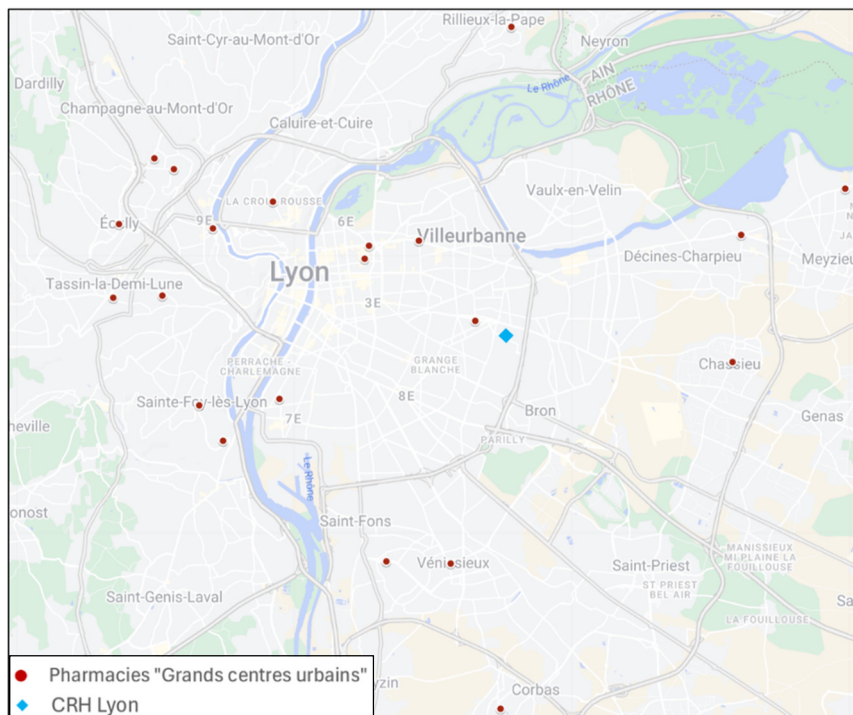 Rillieux-la-Pape
Saint-Cyr-au-Mont-d'Or
Neyron
Dardilly
Le Rhône
AIN
RHÔNE
Champagne-au-Mont-d'Or
Caluire-et-Cuire
Vaulx-en-Velin
LA CROIX-ROUSSE
Écully
9E
6E
Villeurbanne
Décines-Charpieu
Meyzieu
Lyon
Tassin-la-Demi-Lune
3E
PERRACHE -
CHARLEMAGNE
GRANGE
BLANCHE
Chassieu
Sainte-Foy-lès-Lyon
8E
Bron
7E
Genas
neville
PARILLY
Le Rhône
onost
Saint-Fons
MANISSIEUX
MI-PLAINE LA
FOUILLOUSE
Vénissieux
Saint-Priest
ST PRIEST
BEL AIR
Saint-Genis-Laval
Sa
LA FOUILLOUSE
Pharmacies "Grands centres urbains"
yzin
Corbas
CRH Lyon